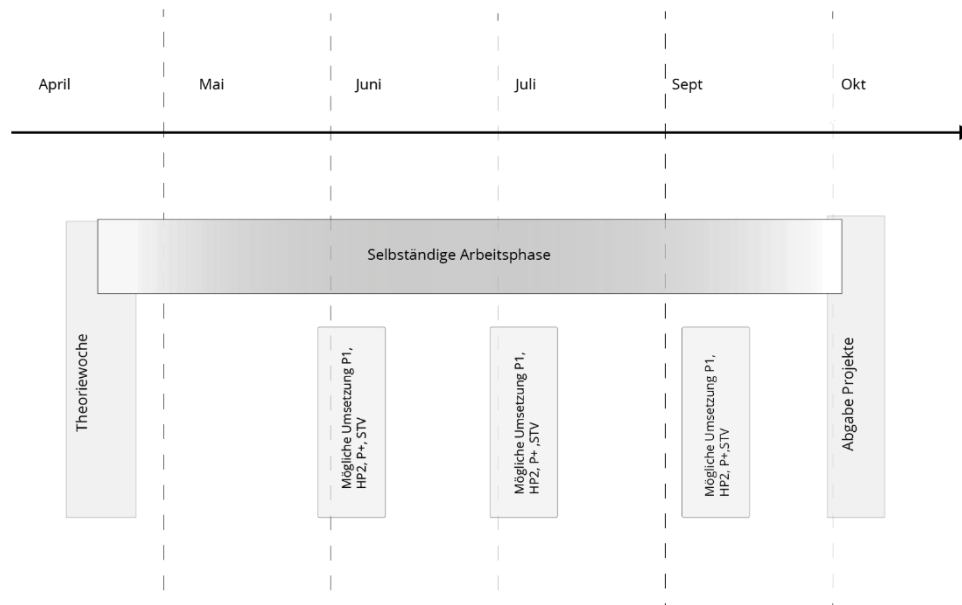 April
Mai
Juni
Juli
Sept
Okt
Selbständige Arbeitsphase
Theoriewoche
Mögliche Umsetzung P1,
HP2, P+, STV
Mögliche Umsetzung P1,
HP2, P+ ,STV
Mögliche Umsetzung P1,
HP2, P+,STV
Abgabe Projekte